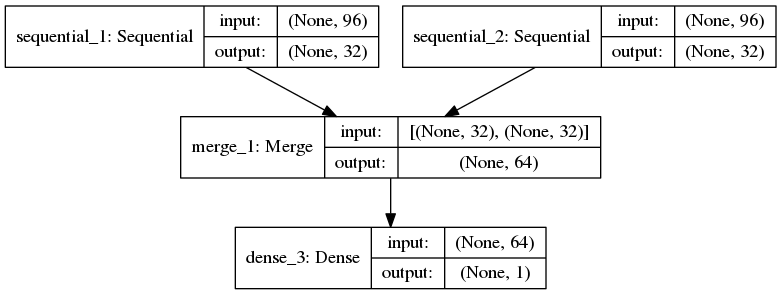 sequential_1: Sequential
input: (None, 96)
output: (None, 32)
sequential_2: Sequential
input: (None, 96)
output: (None, 32)
merge_1: Merge
input: [(None, 32), (None, 32)]
output: (None, 64)
dense_3: Dense
input: (None, 64)
output: (None, 1)